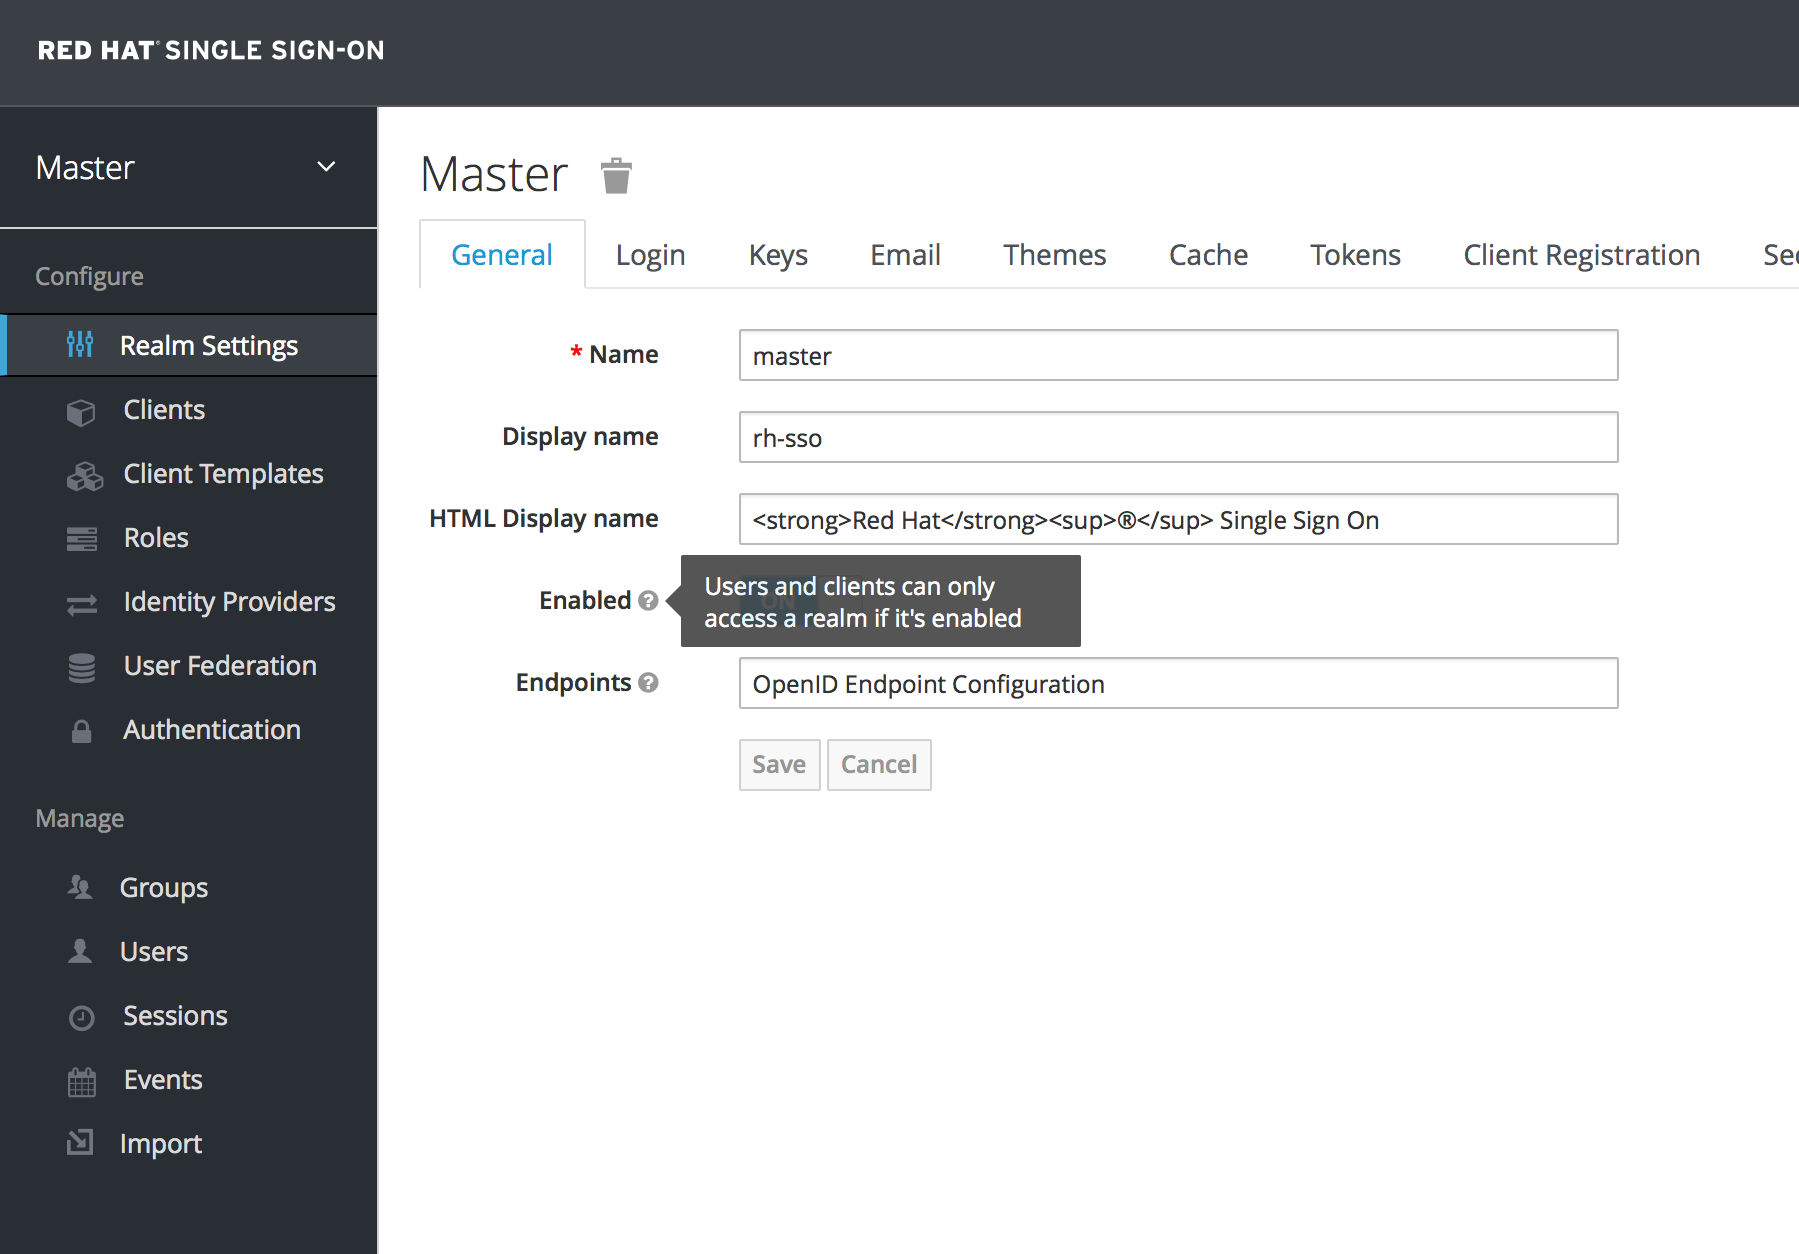 RED HAT® SINGLE SIGN-ON
Master
Configure
Realm Settings
Clients
Client Templates
Roles
Identity Providers
User Federation
Authentication
Manage
Groups
Users
Sessions
Events
Import
Master
General Login Keys Email Themes Cache Tokens Client Registration Sec
* Name master
Display name rh-sso
HTML Display name <strong>Red Hat</strong><sup>®</sup> Single Sign On
Enabled ? ON
Users and clients can only
access a realm if it's enabled
Endpoints ? OpenID Endpoint Configuration
Save Cancel